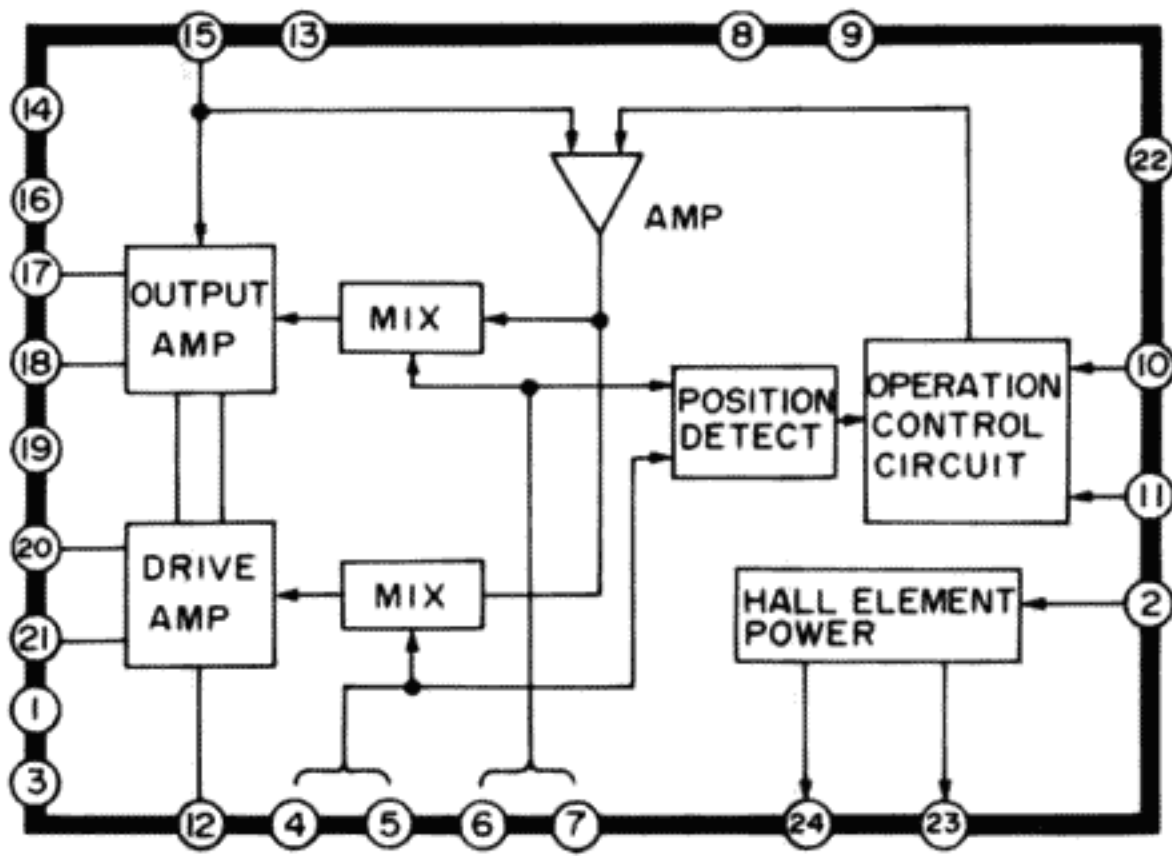 15
13
8
9
14
22
16
AMP
17
OUTPUT
AMP
MIX
18
10
POSITION
DETECT
OPERATION
CONTROL
CIRCUIT
19
11
20
DRIVE
AMP
MIX
HALL ELEMENT
POWER
2
21
1
3
12
4
5
6
7
24
23